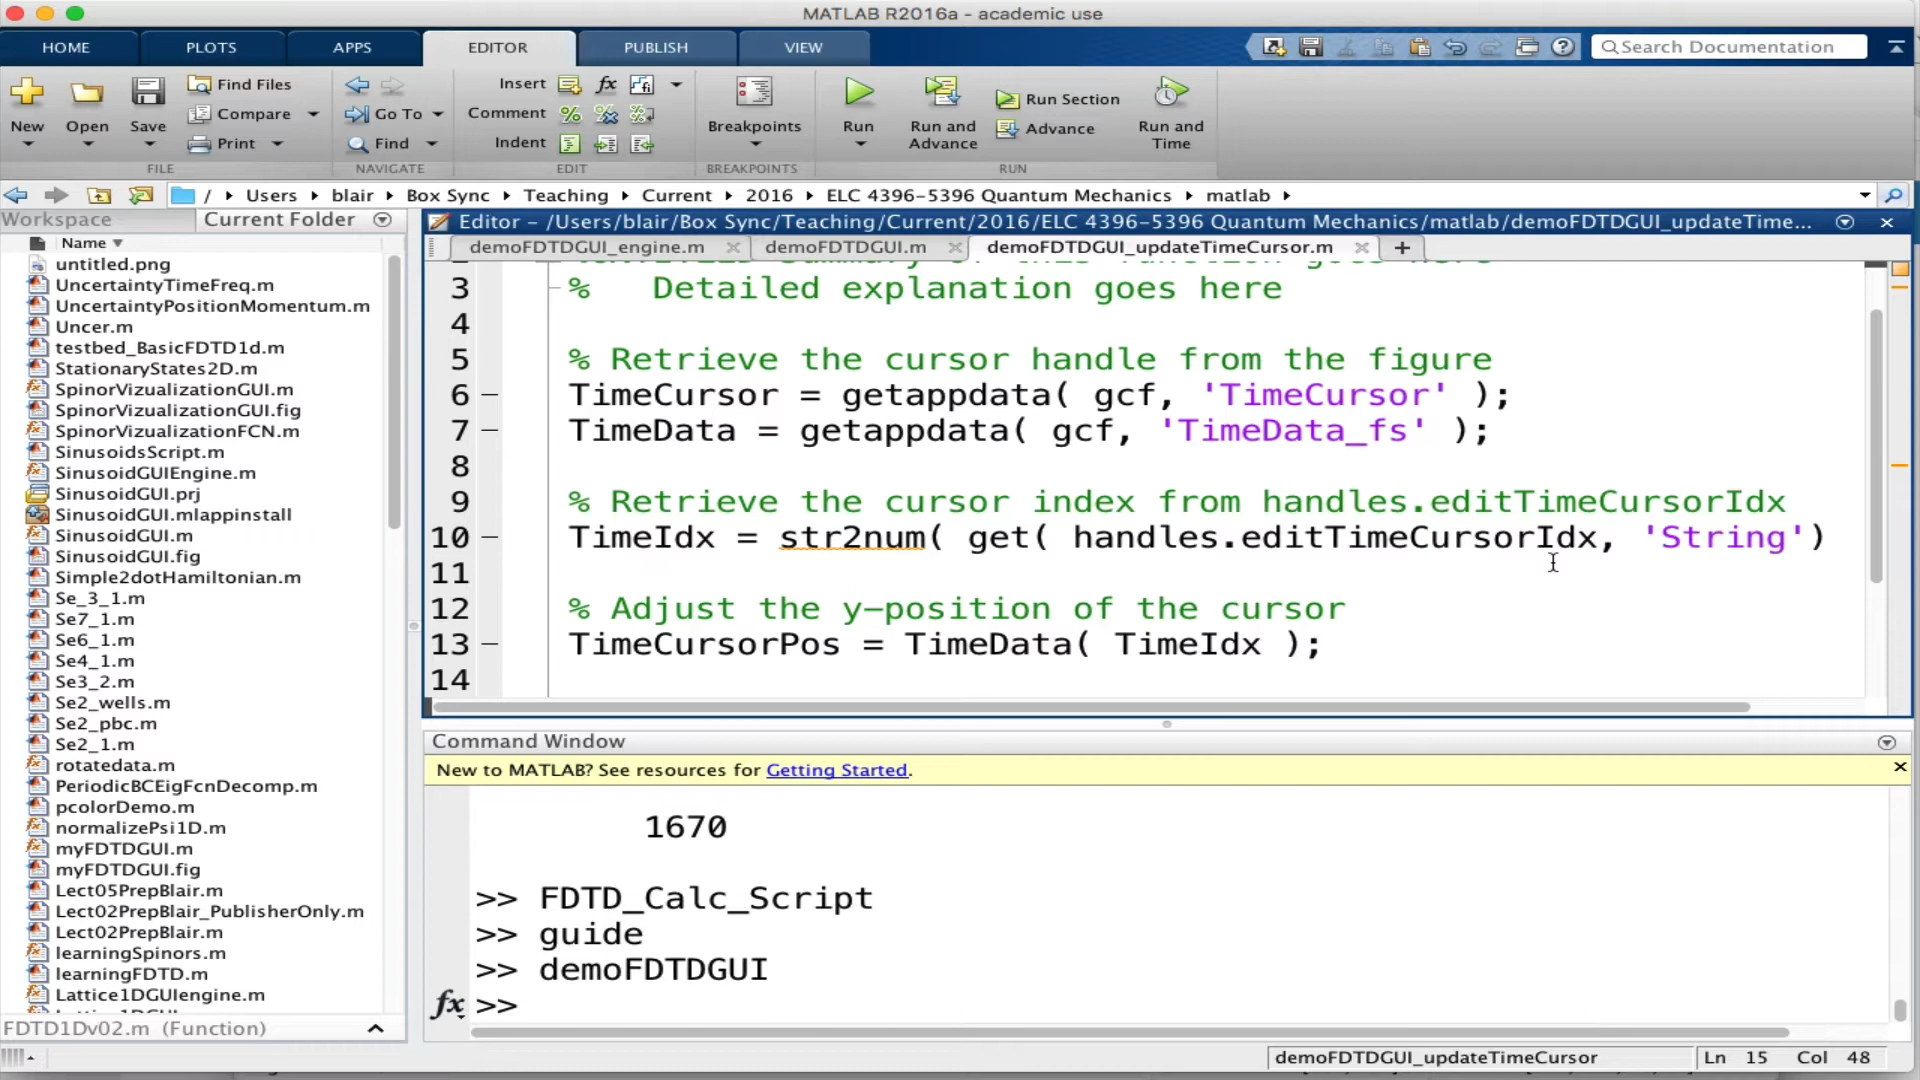 MATLAB R2016a - academic use
HOME PLOTS APPS EDITOR PUBLISH VIEW
Search Documentation
New
Open
Save
Find Files
Compare
Print
FILE
Go To
Find
NAVIGATE
Insert
Comment
Indent
EDIT
Breakpoints
BREAKPOINTS
Run
Run and Advance
Run Section
Advance
Run and Time
RUN
/ Users blair Box Sync Teaching Current 2016 ELC 4396-5396 Quantum Mechanics matlab
Workspace Current Folder
Name
untitled.png
UncertaintyTimeFreq.m
UncertaintyPositionMomentum.m
Uncer.m
testbed_BasicFDTD1d.m
StationaryStates2D.m
SpinorVizualizationGUI.m
SpinorVizualizationGUI.fig
SpinorVizualizationFCN.m
SinusoidsScript.m
SinusoidGUIEngine.m
SinusoidGUI.prj
SinusoidGUI.mlappinstall
SinusoidGUI.m
SinusoidGUI.fig
Simple2dotHamiltonian.m
Se_3_1.m
Se7_1.m
Se6_1.m
Se4_1.m
Se3_2.m
Se2_wells.m
Se2_pbc.m
Se2_1.m
rotatedata.m
PeriodicBCEigFcnDecomp.m
pcolorDemo.m
normalizePsi1D.m
myFDTDGUI.m
myFDTDGUI.fig
Lect05PrepBlair.m
Lect02PrepBlair_PublisherOnly.m
Lect02PrepBlair.m
learningSpinors.m
learningFDTD.m
Lattice1DGUIengine.m
FDTD1Dv02.m (Function)
Editor - /Users/blair/Box Sync/Teaching/Current/2016/ELC 4396-5396 Quantum Mechanics/matlab/demoFDTDGUI_updateTime...
demoFDTDGUI_engine.m demoFDTDGUI.m demoFDTDGUI_updateTimeCursor.m
3 % Detailed explanation goes here
4
5 % Retrieve the cursor handle from the figure
6 TimeCursor = getappdata( gcf, 'TimeCursor' );
7 TimeData = getappdata( gcf, 'TimeData_fs' );
8
9 % Retrieve the cursor index from handles.editTimeCursorIdx
10 TimeIdx = str2num( get( handles.editTimeCursorIdx, 'String')
11
12 % Adjust the y-position of the cursor
13 TimeCursorPos = TimeData( TimeIdx );
14
Command Window
New to MATLAB? See resources for Getting Started.
1670
>> FDTD_Calc_Script
>> guide
>> demoFDTDGUI
fx >>
demoFDTDGUI_updateTimeCursor Ln 15 Col 48